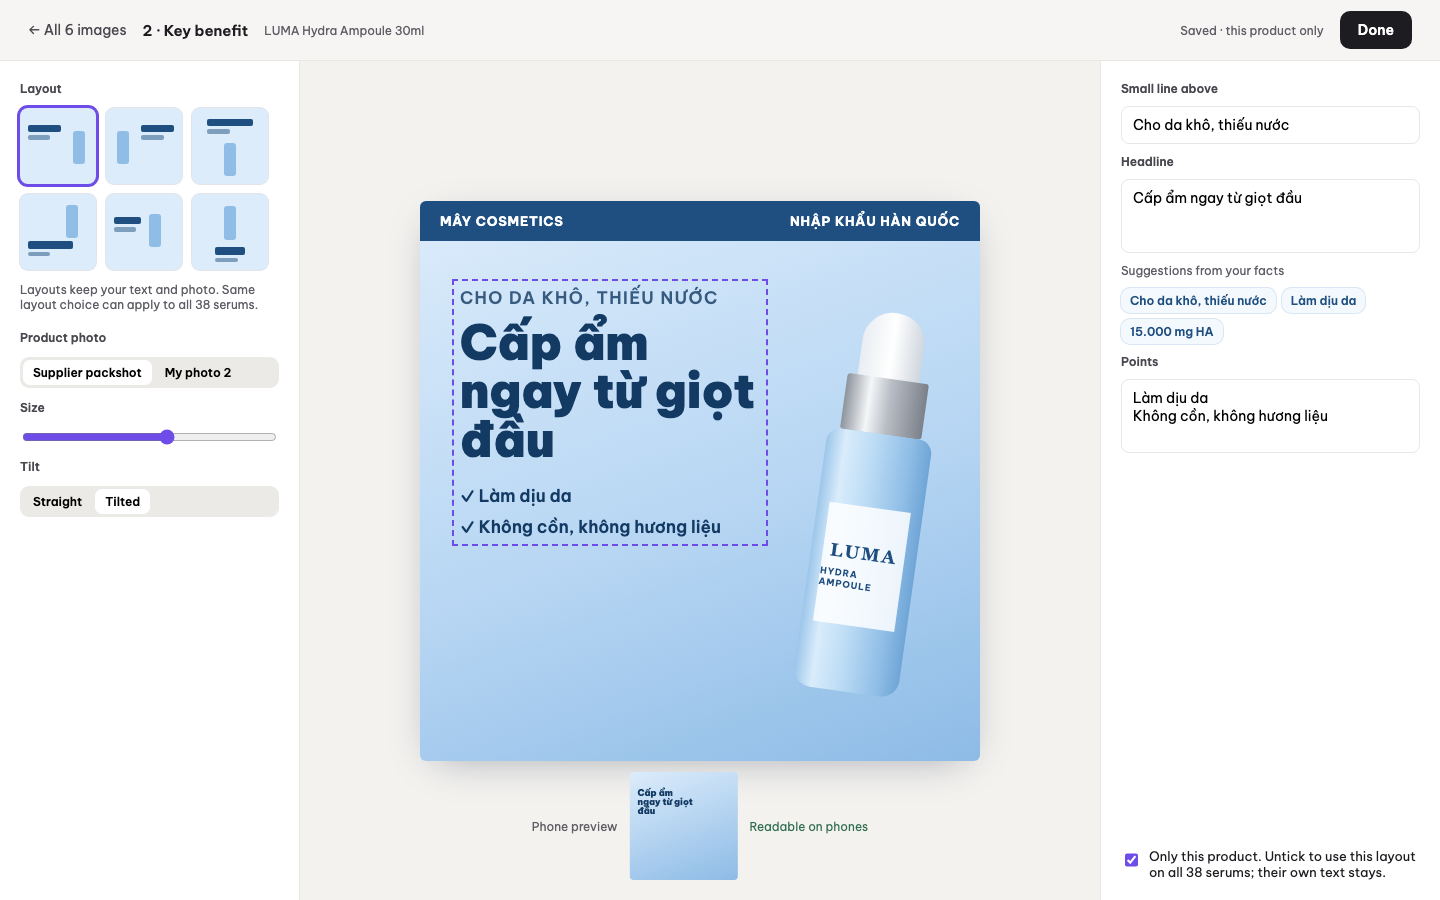 ← All 6 images
2 · Key benefit
LUMA Hydra Ampoule 30ml
Saved · this product only
Done
Layout
Layouts keep your text and photo. Same
layout choice can apply to all 38 serums.
Product photo
Supplier packshot
My photo 2
Size
Tilt
Straight
Tilted
MÂY COSMETICS
NHẬP KHẨU HÀN QUỐC
CHO DA KHÔ, THIẾU NƯỚC
Cấp ẩm
ngay từ giọt
đầu
✓ Làm dịu da
✓ Không cồn, không hương liệu
LUMA
HYDRA
AMPOULE
Phone preview
Cấp ẩm
ngay từ giọt
đầu
Readable on phones
Small line above
Cho da khô, thiếu nước
Headline
Cấp ẩm ngay từ giọt đầu
Suggestions from your facts
Cho da khô, thiếu nước
Làm dịu da
15.000 mg HA
Points
Làm dịu da
Không cồn, không hương liệu
Only this product. Untick to use this layout
on all 38 serums; their own text stays.